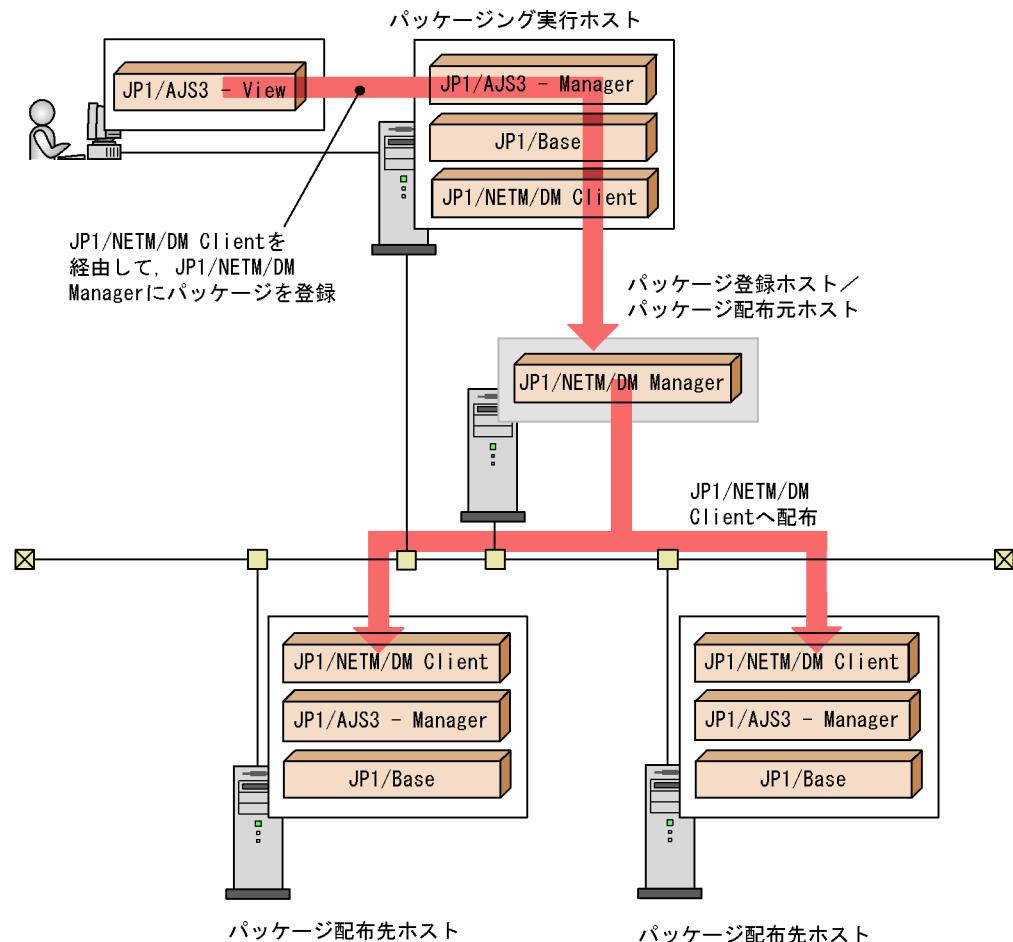 パッケージング実行ホスト
JP1/AJS3 - View
JP1/AJS3 - Manager
JP1/Base
JP1/NETM/DM Client
JP1/NETM/DM Clientを
経由して，JP1/NETM/DM
Managerにパッケージを登録
パッケージ登録ホスト／
パッケージ配布元ホスト
JP1/NETM/DM Manager
JP1/NETM/DM
Clientへ配布
JP1/NETM/DM Client
JP1/AJS3 - Manager
JP1/Base
JP1/NETM/DM Client
JP1/AJS3 - Manager
JP1/Base
パッケージ配布先ホスト
パッケージ配布先ホスト